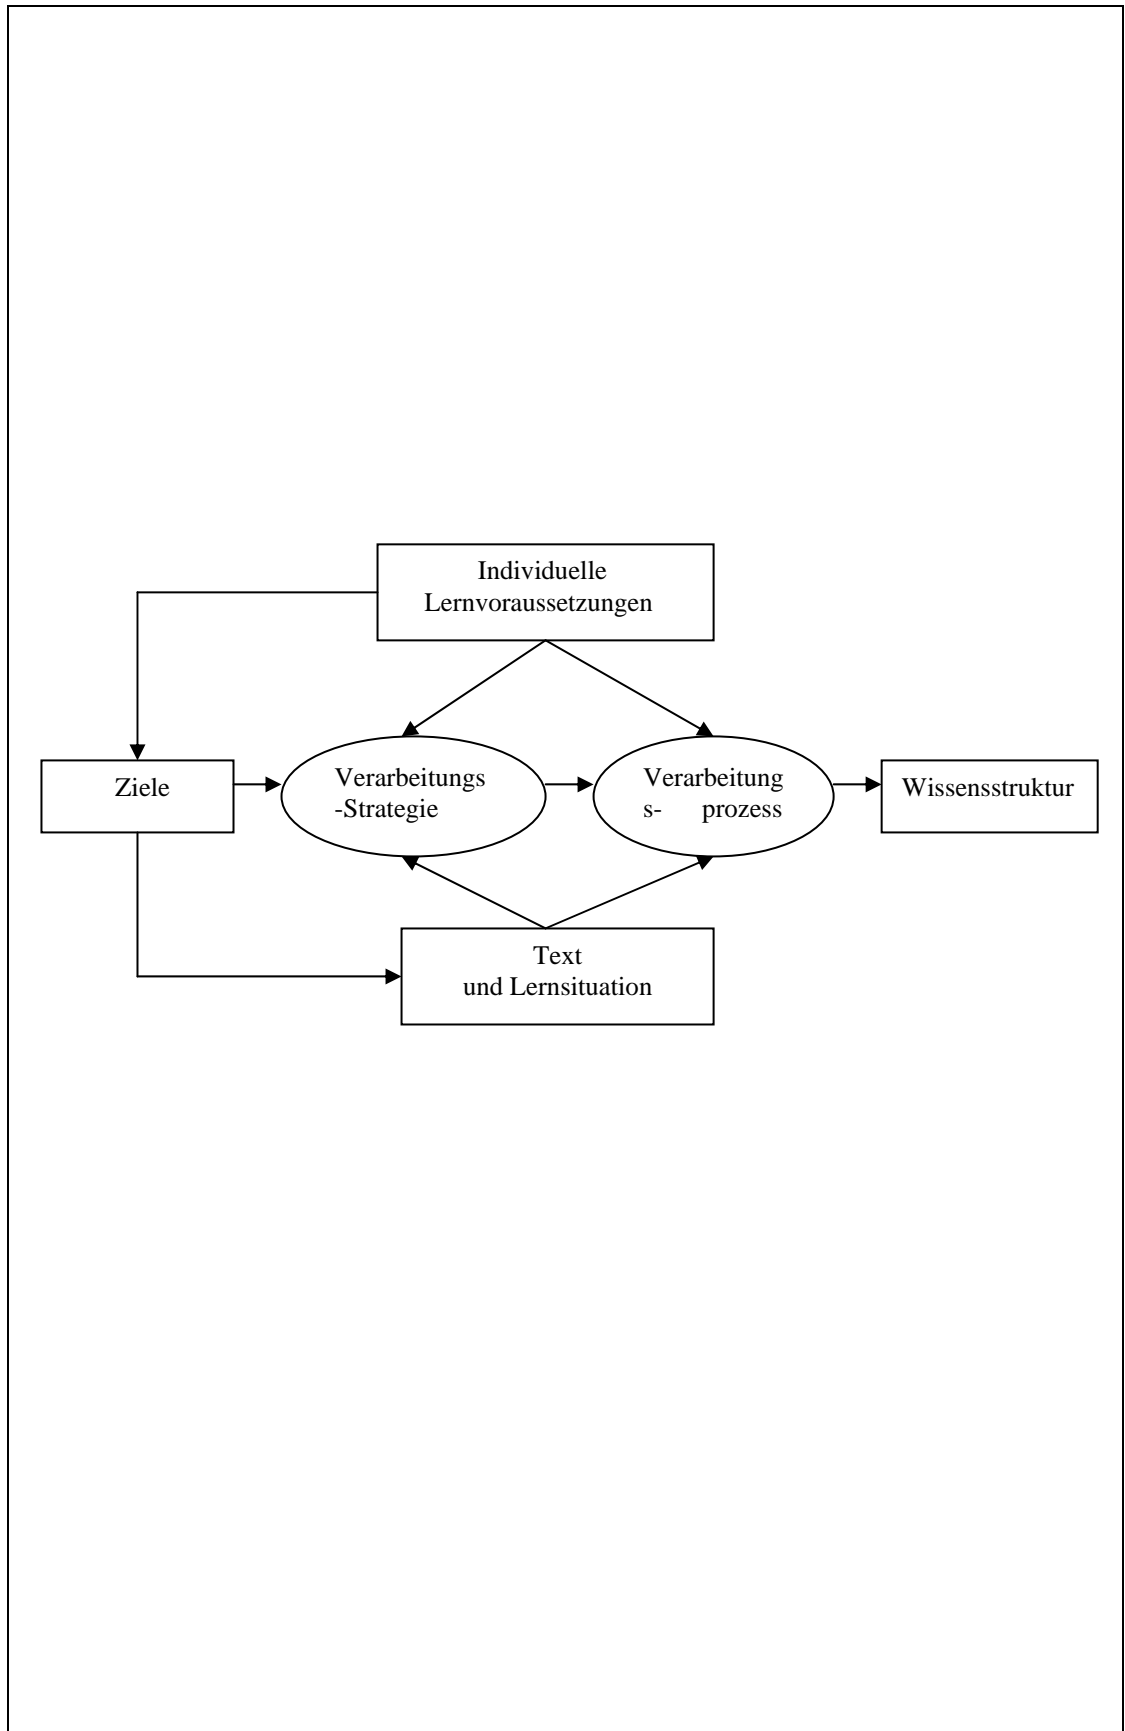 Individuelle
Lernvoraussetzungen
Ziele
Verarbeitungs
-Strategie
Verarbeitung
s- prozess
Wissensstruktur
Text
und Lernsituation